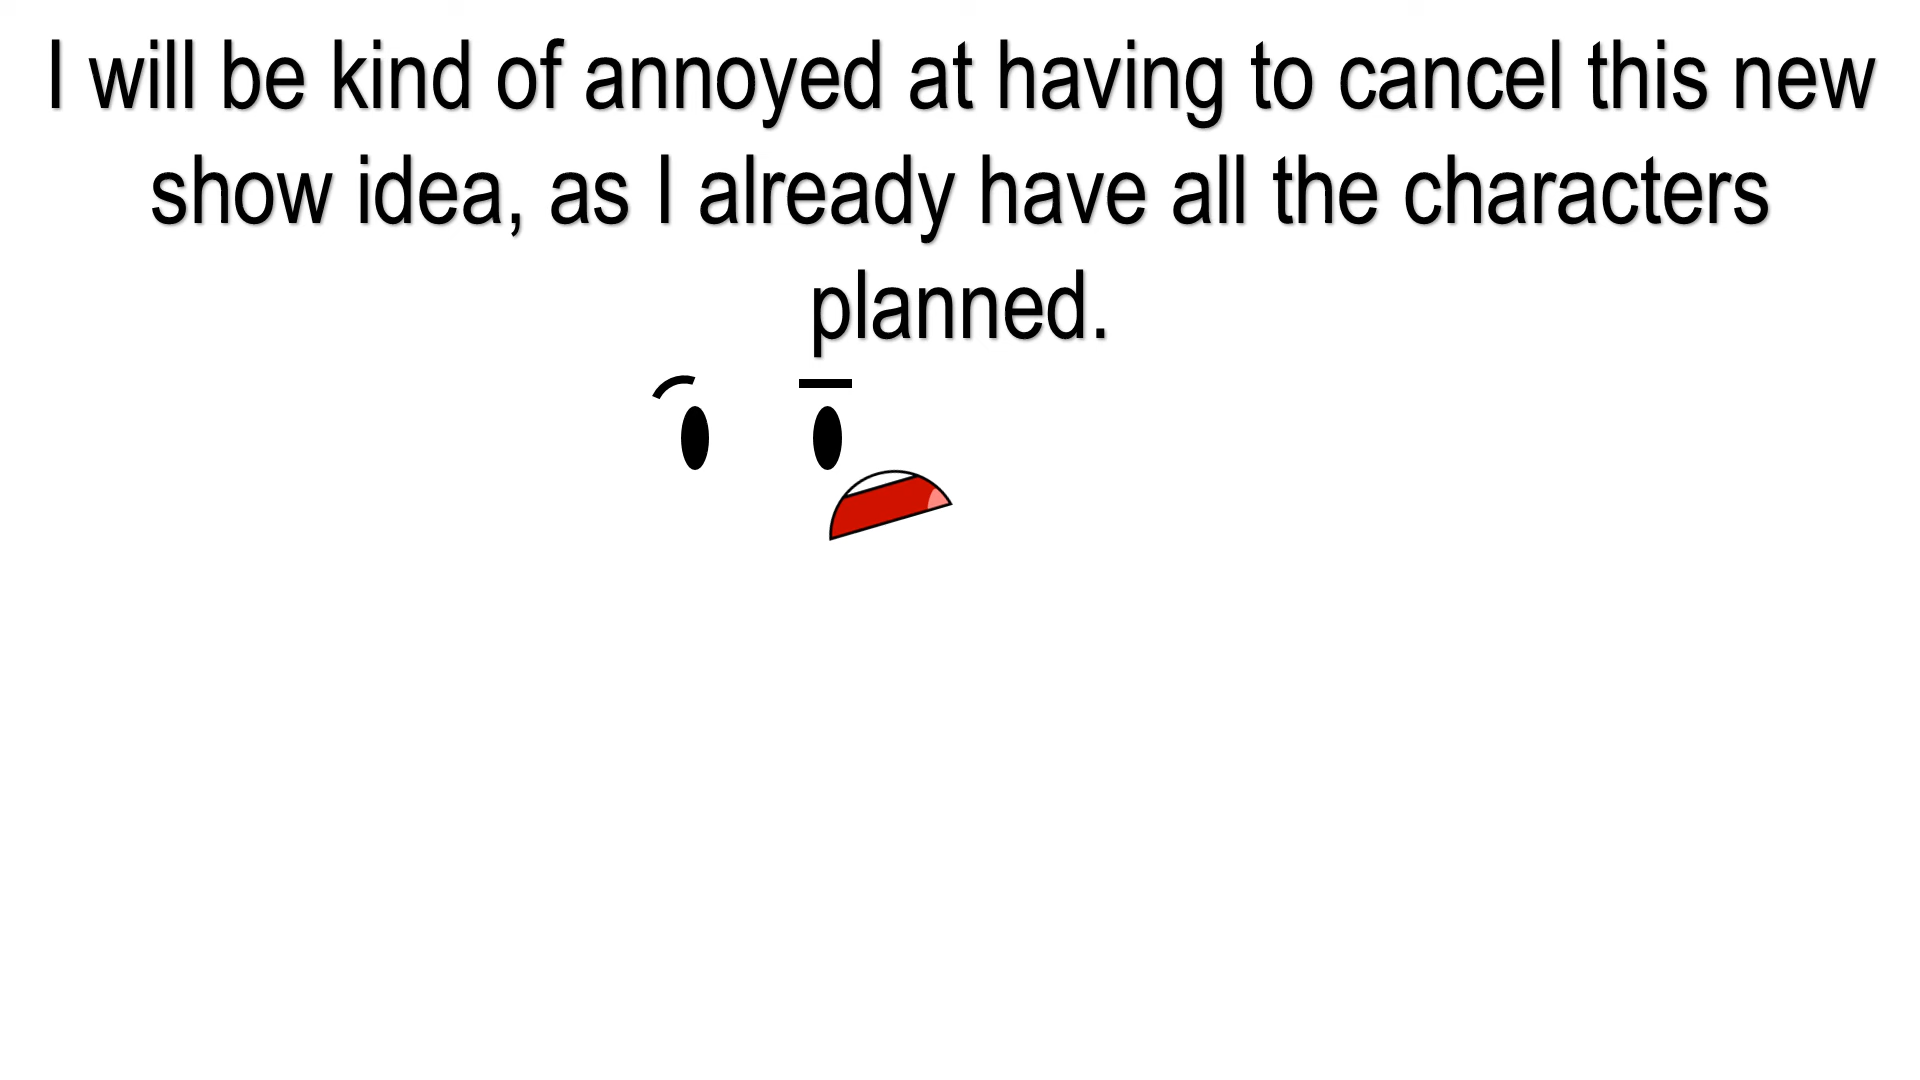 I will be kind of annoyed at having to cancel this new
show idea, as I already have all the characters
planned.